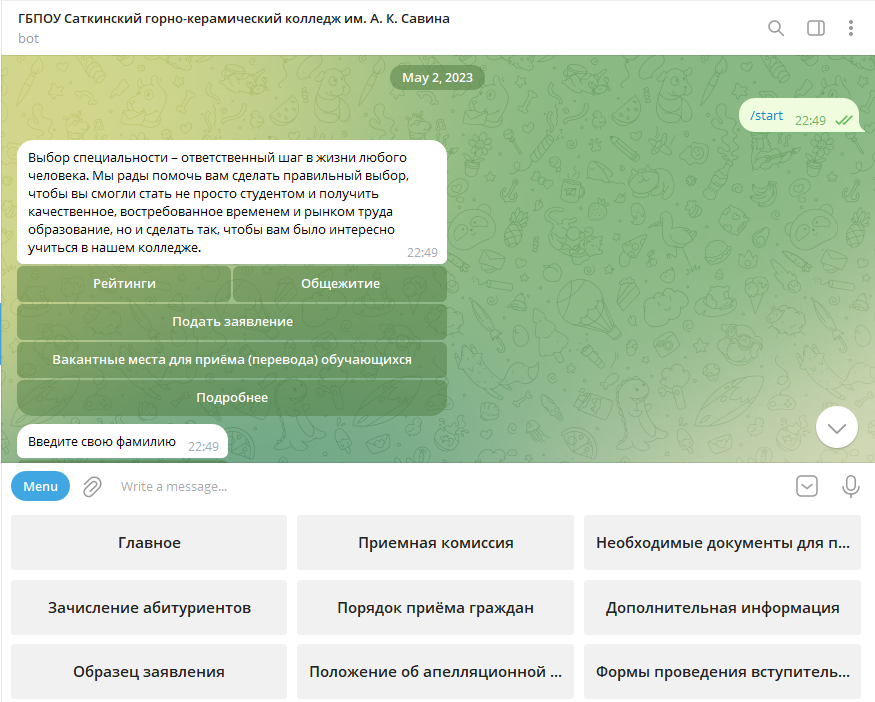 ГБПОУ Саткинский горно-керамический колледж им. А. К. Савина
bot
May 2, 2023
/start 22:49
Выбор специальности – ответственный шаг в жизни любого
человека. Мы рады помочь вам сделать правильный выбор,
чтобы вы смогли стать не просто студентом и получить
качественное, востребованное временем и рынком труда
образование, но и сделать так, чтобы вам было интересно
учиться в нашем колледже. 22:49
Рейтинги Общежитие
Подать заявление
Вакантные места для приёма (перевода) обучающихся
Подробнее
Введите свою фамилию 22:49
Menu Write a message...
Главное Приемная комиссия Необходимые документы для п...
Зачисление абитуриентов Порядок приёма граждан Дополнительная информация
Образец заявления Положение об апелляционной ... Формы проведения вступитель...